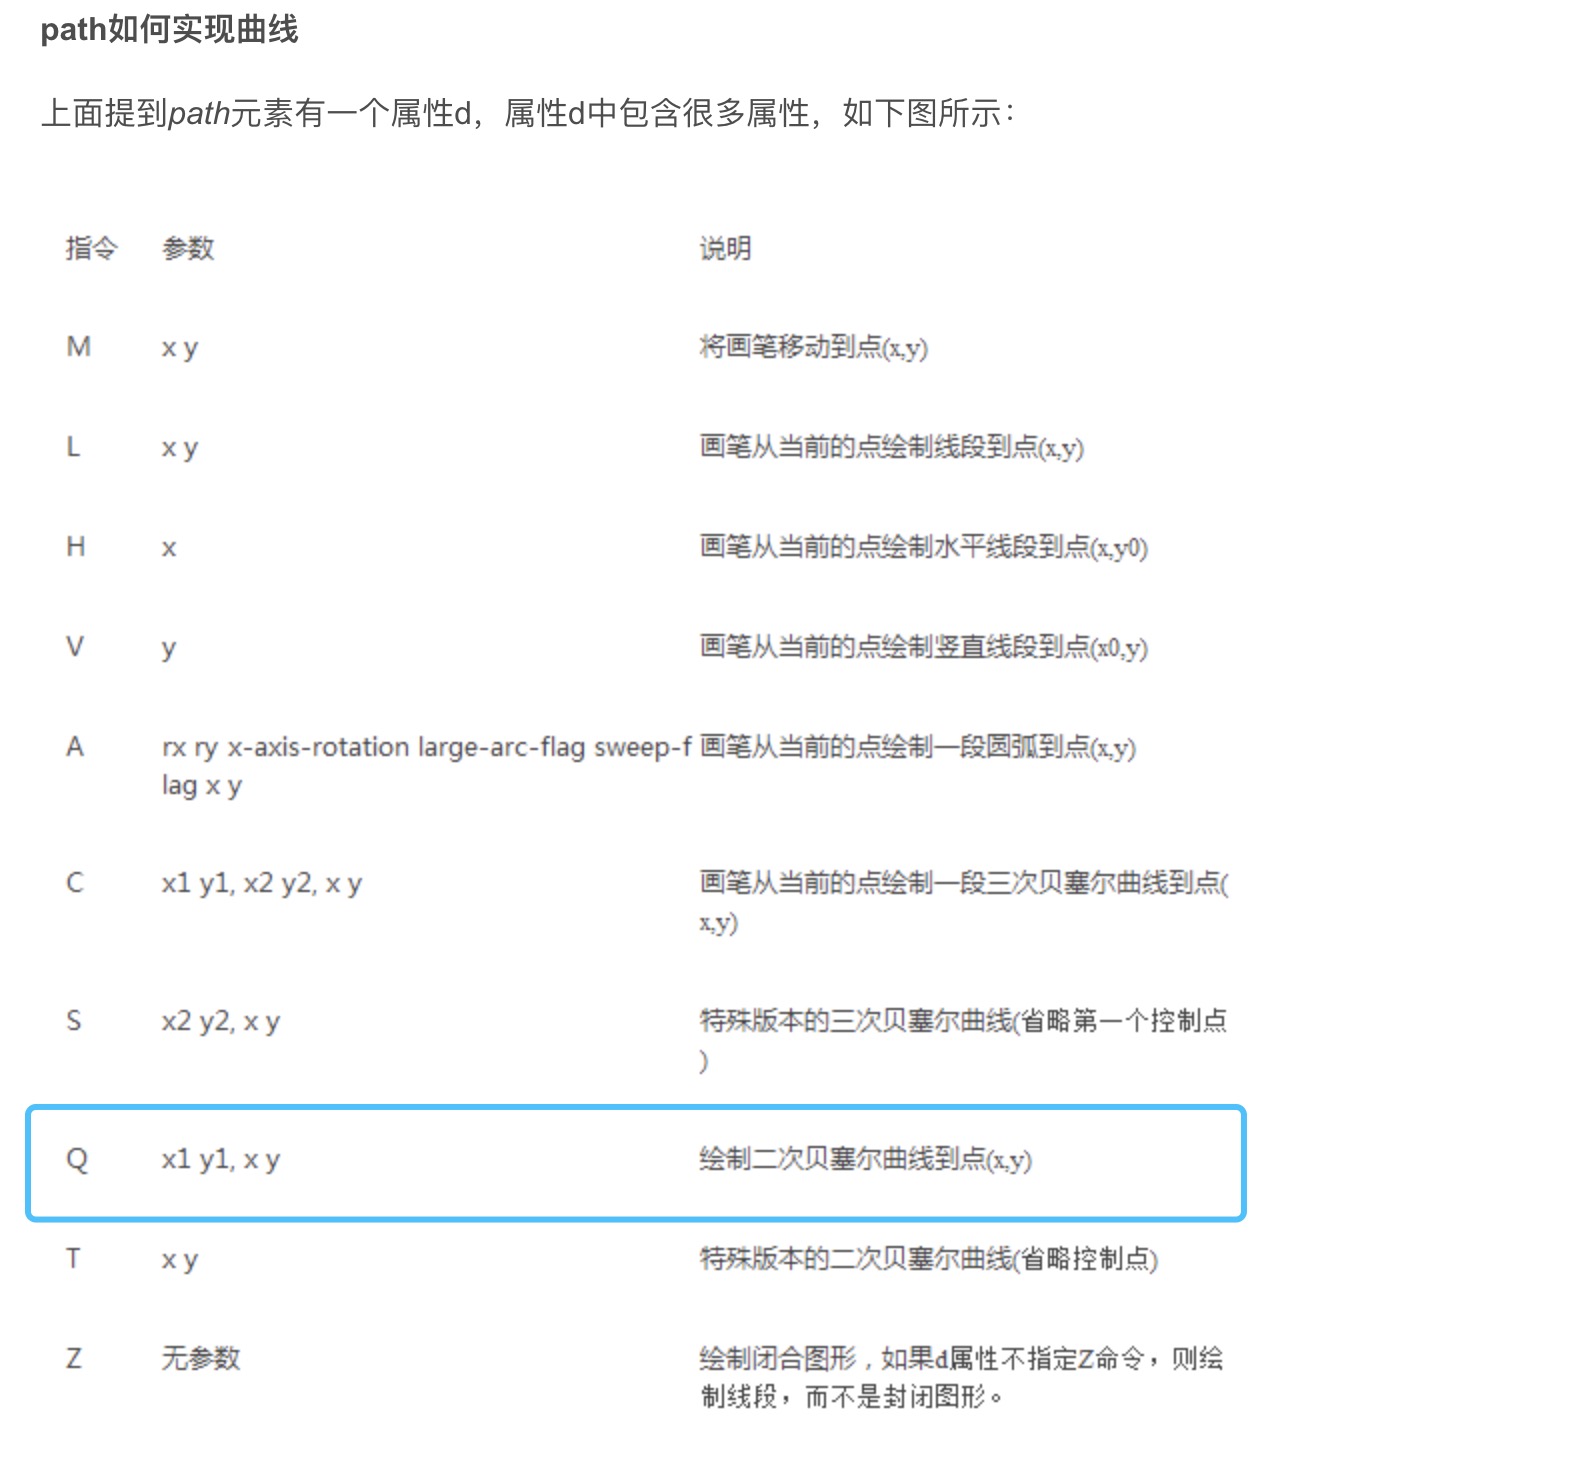 path如何实现曲线
上面提到path元素有一个属性d，属性d中包含很多属性，如下图所示：
指令 参数 说明
M x y 将画笔移动到点(x,y)
L x y 画笔从当前的点绘制线段到点(x,y)
H x 画笔从当前的点绘制水平线段到点(x,y0)
V y 画笔从当前的点绘制竖直线段到点(x0,y)
A rx ry x-axis-rotation large-arc-flag sweep-f 画笔从当前的点绘制一段圆弧到点(x,y)
lag x y
C x1 y1, x2 y2, x y 画笔从当前的点绘制一段三次贝塞尔曲线到点(
x,y)
S x2 y2, x y 特殊版本的三次贝塞尔曲线(省略第一个控制点
)
Q x1 y1, x y 绘制二次贝塞尔曲线到点(x,y)
T x y 特殊版本的二次贝塞尔曲线(省略控制点)
Z 无参数 绘制闭合图形，如果d属性不指定Z命令，则绘
制线段，而不是封闭图形。